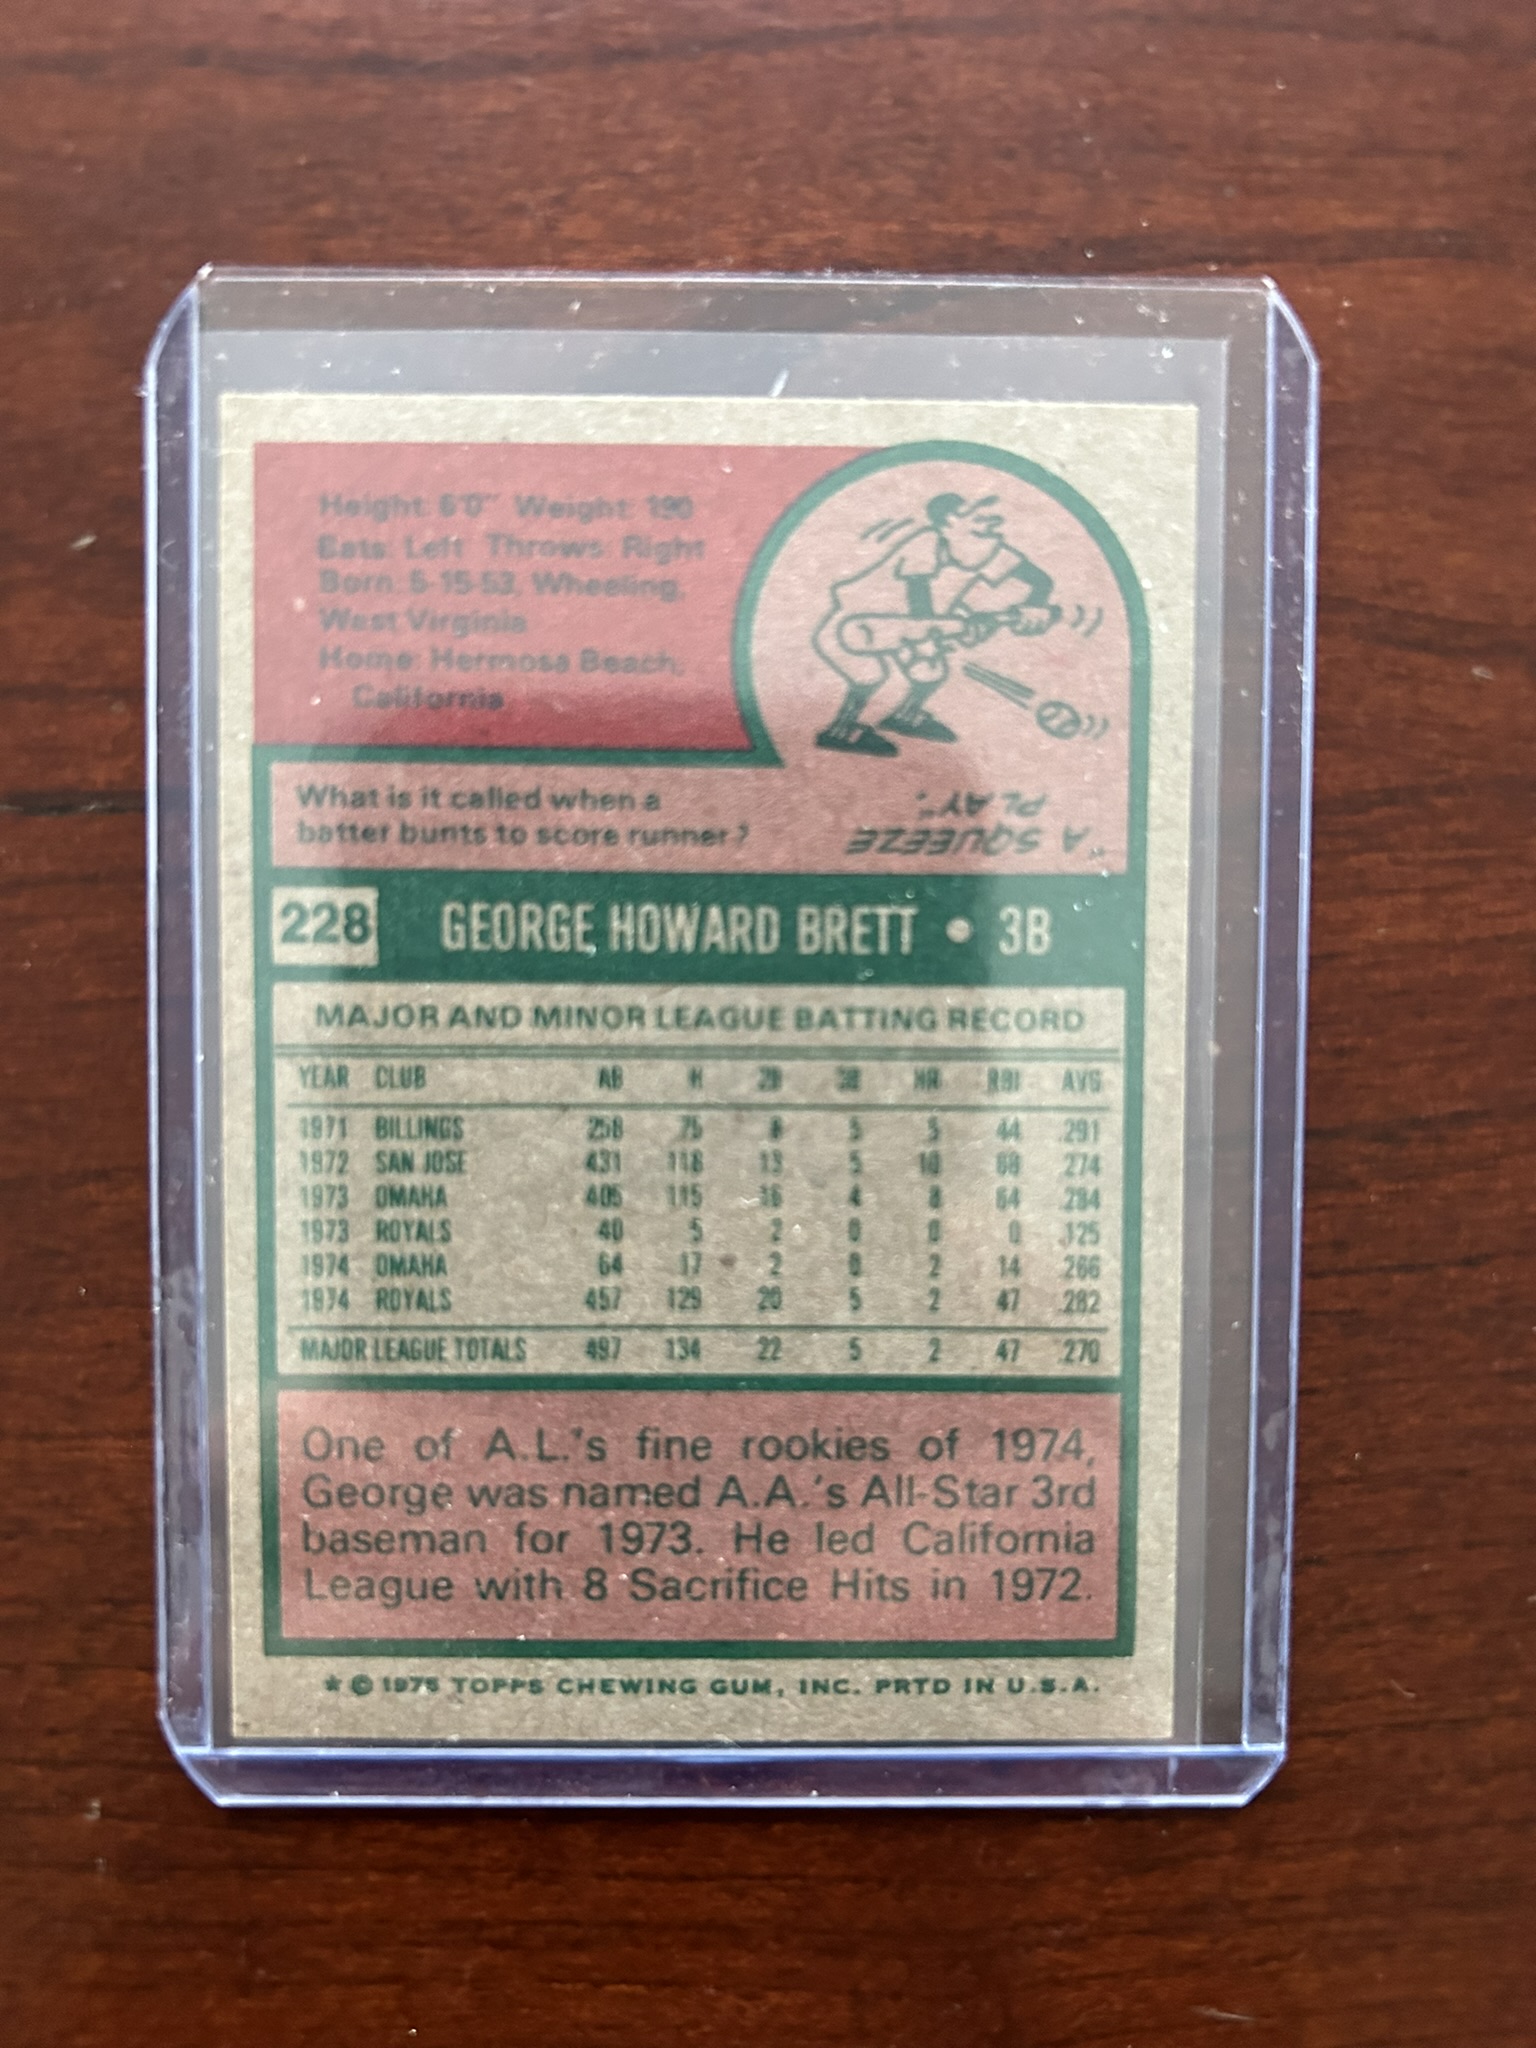 Height: 6'0" Weight: 190
Bats: Left Throws: Right
Born: 5-15-53, Wheeling,
West Virginia
Home: Hermosa Beach,
California
What is it called when a
batter bunts to score runner?
"A SQUEEZE
PLAY".
228 GEORGE HOWARD BRETT • 3B
MAJOR AND MINOR LEAGUE BATTING RECORD
YEAR CLUB AB H 2B 3B HR RBI AVG
1971 BILLINGS 258 75 8 5 5 44 .291
1972 SAN JOSE 431 118 13 5 10 68 .274
1973 OMAHA 405 115 16 4 8 64 .284
1973 ROYALS 40 5 2 0 0 0 .125
1974 OMAHA 64 17 2 0 2 14 .266
1974 ROYALS 457 129 20 5 2 47 .282
MAJOR LEAGUE TOTALS 497 134 22 5 2 47 .270
One of A.L.'s fine rookies of 1974,
George was named A.A.'s All-Star 3rd
baseman for 1973. He led California
League with 8 Sacrifice Hits in 1972.
★ © 1975 TOPPS CHEWING GUM, INC. PRTD IN U.S.A.